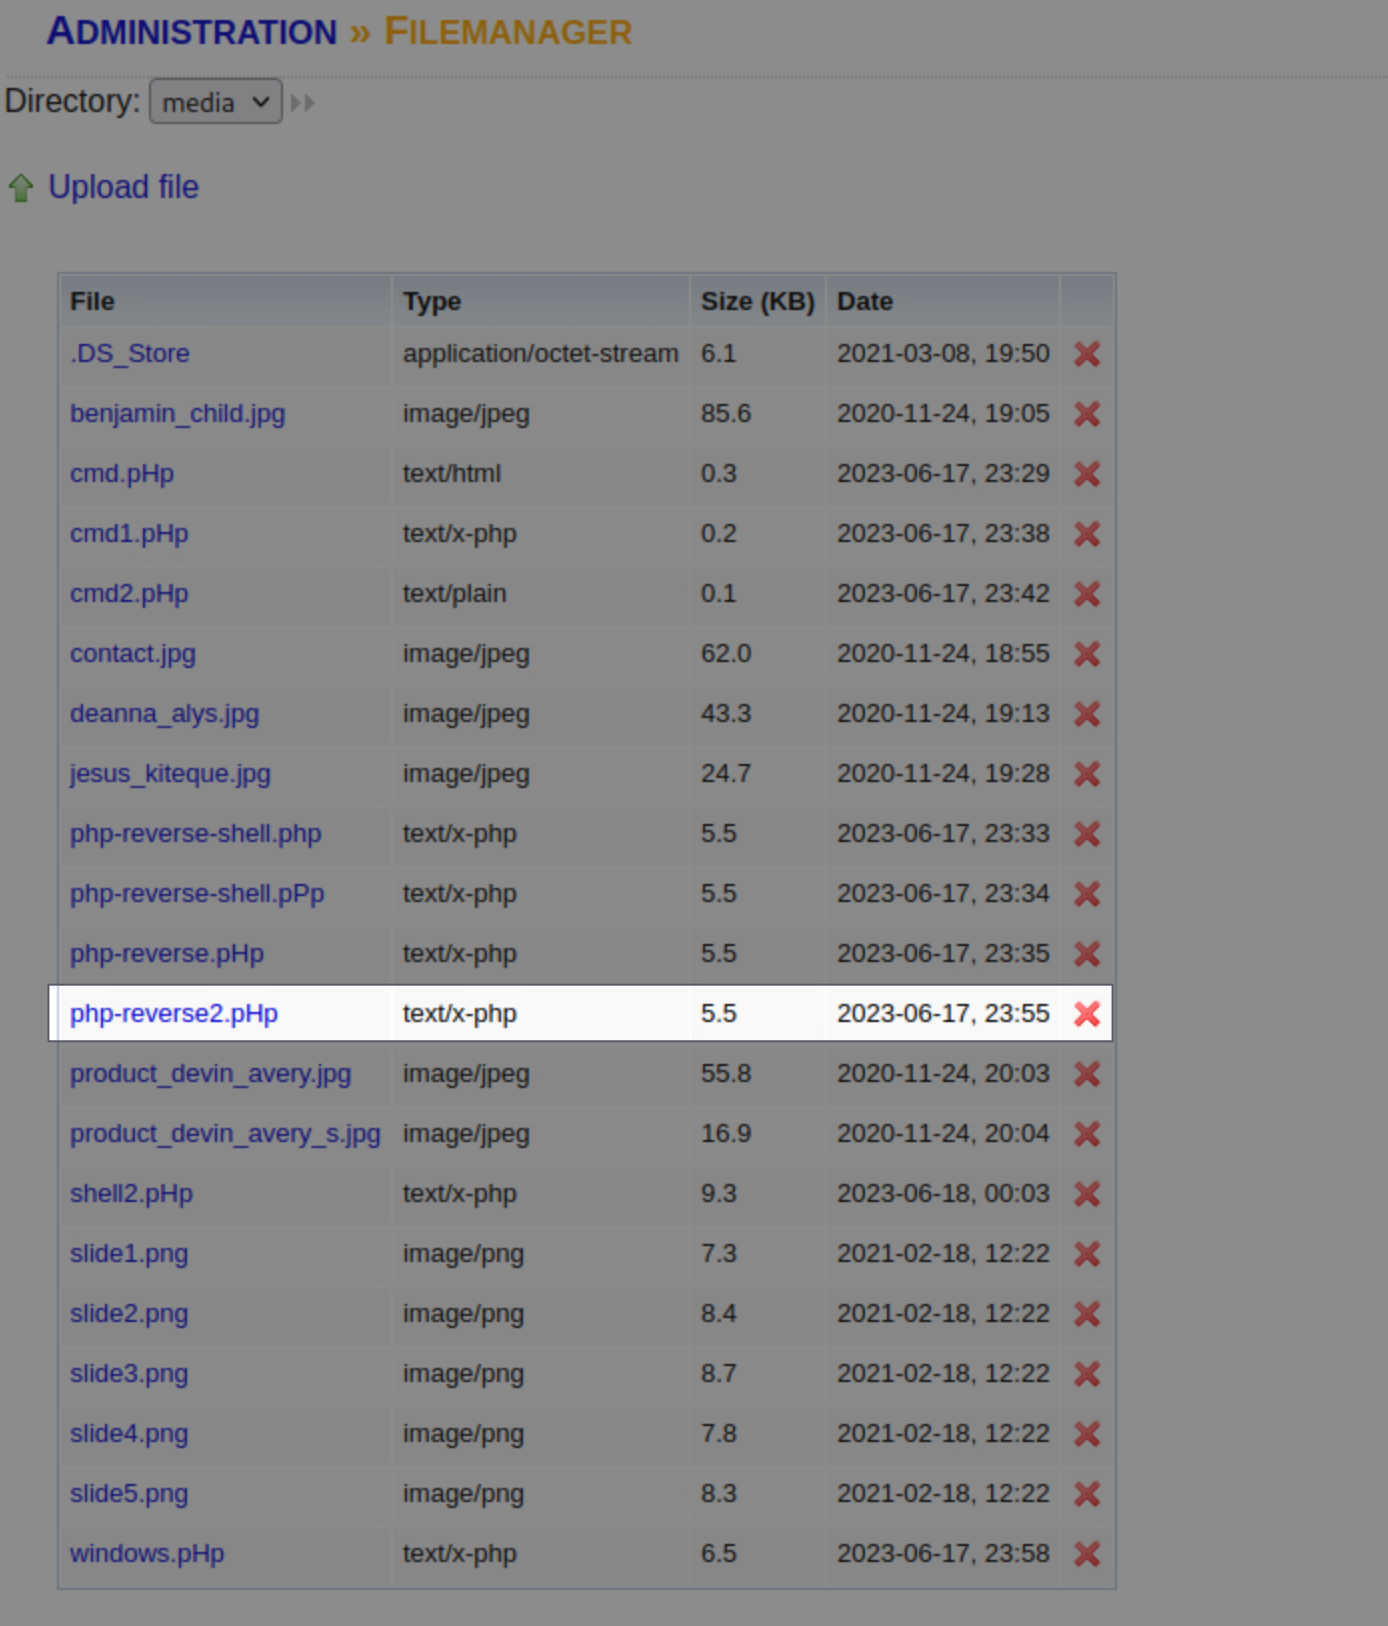 ADMINISTRATION » FILEMANAGER
Directory: media
Upload file
File Type Size (KB) Date
.DS_Store application/octet-stream 6.1 2021-03-08, 19:50
benjamin_child.jpg image/jpeg 85.6 2020-11-24, 19:05
cmd.pHp text/html 0.3 2023-06-17, 23:29
cmd1.pHp text/x-php 0.2 2023-06-17, 23:38
cmd2.pHp text/plain 0.1 2023-06-17, 23:42
contact.jpg image/jpeg 62.0 2020-11-24, 18:55
deanna_alys.jpg image/jpeg 43.3 2020-11-24, 19:13
jesus_kiteque.jpg image/jpeg 24.7 2020-11-24, 19:28
php-reverse-shell.php text/x-php 5.5 2023-06-17, 23:33
php-reverse-shell.pPp text/x-php 5.5 2023-06-17, 23:34
php-reverse.pHp text/x-php 5.5 2023-06-17, 23:35
php-reverse2.pHp text/x-php 5.5 2023-06-17, 23:55
product_devin_avery.jpg image/jpeg 55.8 2020-11-24, 20:03
product_devin_avery_s.jpg image/jpeg 16.9 2020-11-24, 20:04
shell2.pHp text/x-php 9.3 2023-06-18, 00:03
slide1.png image/png 7.3 2021-02-18, 12:22
slide2.png image/png 8.4 2021-02-18, 12:22
slide3.png image/png 8.7 2021-02-18, 12:22
slide4.png image/png 7.8 2021-02-18, 12:22
slide5.png image/png 8.3 2021-02-18, 12:22
windows.pHp text/x-php 6.5 2023-06-17, 23:58